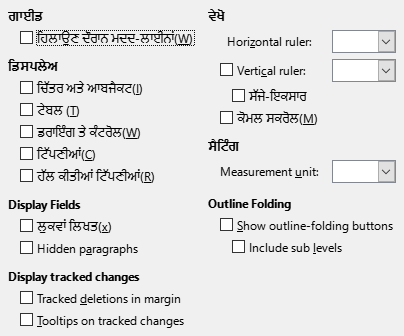 ਗਾਈਡ
ਹਿਲਾਉਣ ਦੌਰਾਨ ਮਦਦ-ਲਾਈਨਾਂ(W)
ਡਿਸਪਲੇਅ
ਚਿੱਤਰ ਅਤੇ ਆਬਜੈਕਟ(I)
ਟੇਬਲ (T)
ਡਰਾਇੰਗ ਤੇ ਕੰਟਰੋਲ(W)
ਟਿੱਪਣੀਆਂ(C)
ਹੱਲ ਕੀਤੀਆਂ ਟਿੱਪਣੀਆਂ(R)
Display Fields
ਲੁਕਵਾਂ ਲਿਖਤ(x)
Hidden paragraphs
Display tracked changes
Tracked deletions in margin
Tooltips on tracked changes
ਵੇਖੋ
Horizontal ruler:
Vertical ruler:
ਸੱਜੇ-ਇਕਸਾਰ
ਕੋਮਲ ਸਕਰੋਲ(M)
ਸੈਟਿੰਗ
Measurement unit:
Outline Folding
Show outline-folding buttons
Include sub levels